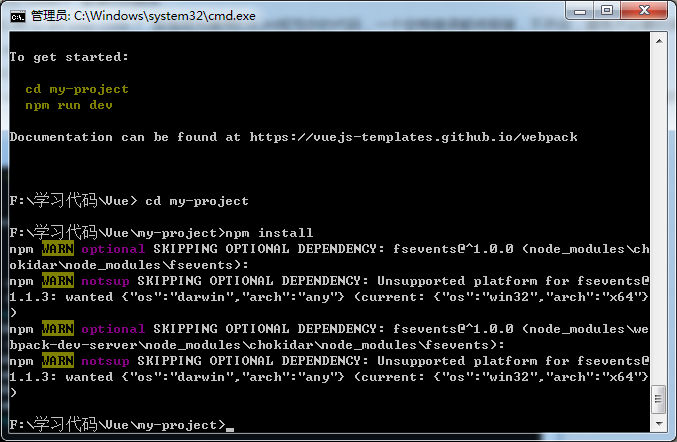 管理员: C:\Windows\system32\cmd.exe
To get started:
cd my-project
npm run dev
Documentation can be found at https://vuejs-templates.github.io/webpack
F:\学习代码\Vue> cd my-project
F:\学习代码\Vue\my-project>npm install
npm WARN optional SKIPPING OPTIONAL DEPENDENCY: fsevents@^1.0.0 (node_modules\ch
okidar\node_modules\fsevents):
npm WARN notsup SKIPPING OPTIONAL DEPENDENCY: Unsupported platform for fsevents@
1.1.3: wanted {"os":"darwin","arch":"any"} (current: {"os":"win32","arch":"x64"}
)
npm WARN optional SKIPPING OPTIONAL DEPENDENCY: fsevents@^1.0.0 (node_modules\we
bpack-dev-server\node_modules\chokidar\node_modules\fsevents):
npm WARN notsup SKIPPING OPTIONAL DEPENDENCY: Unsupported platform for fsevents@
1.1.3: wanted {"os":"darwin","arch":"any"} (current: {"os":"win32","arch":"x64"}
)
F:\学习代码\Vue\my-project>